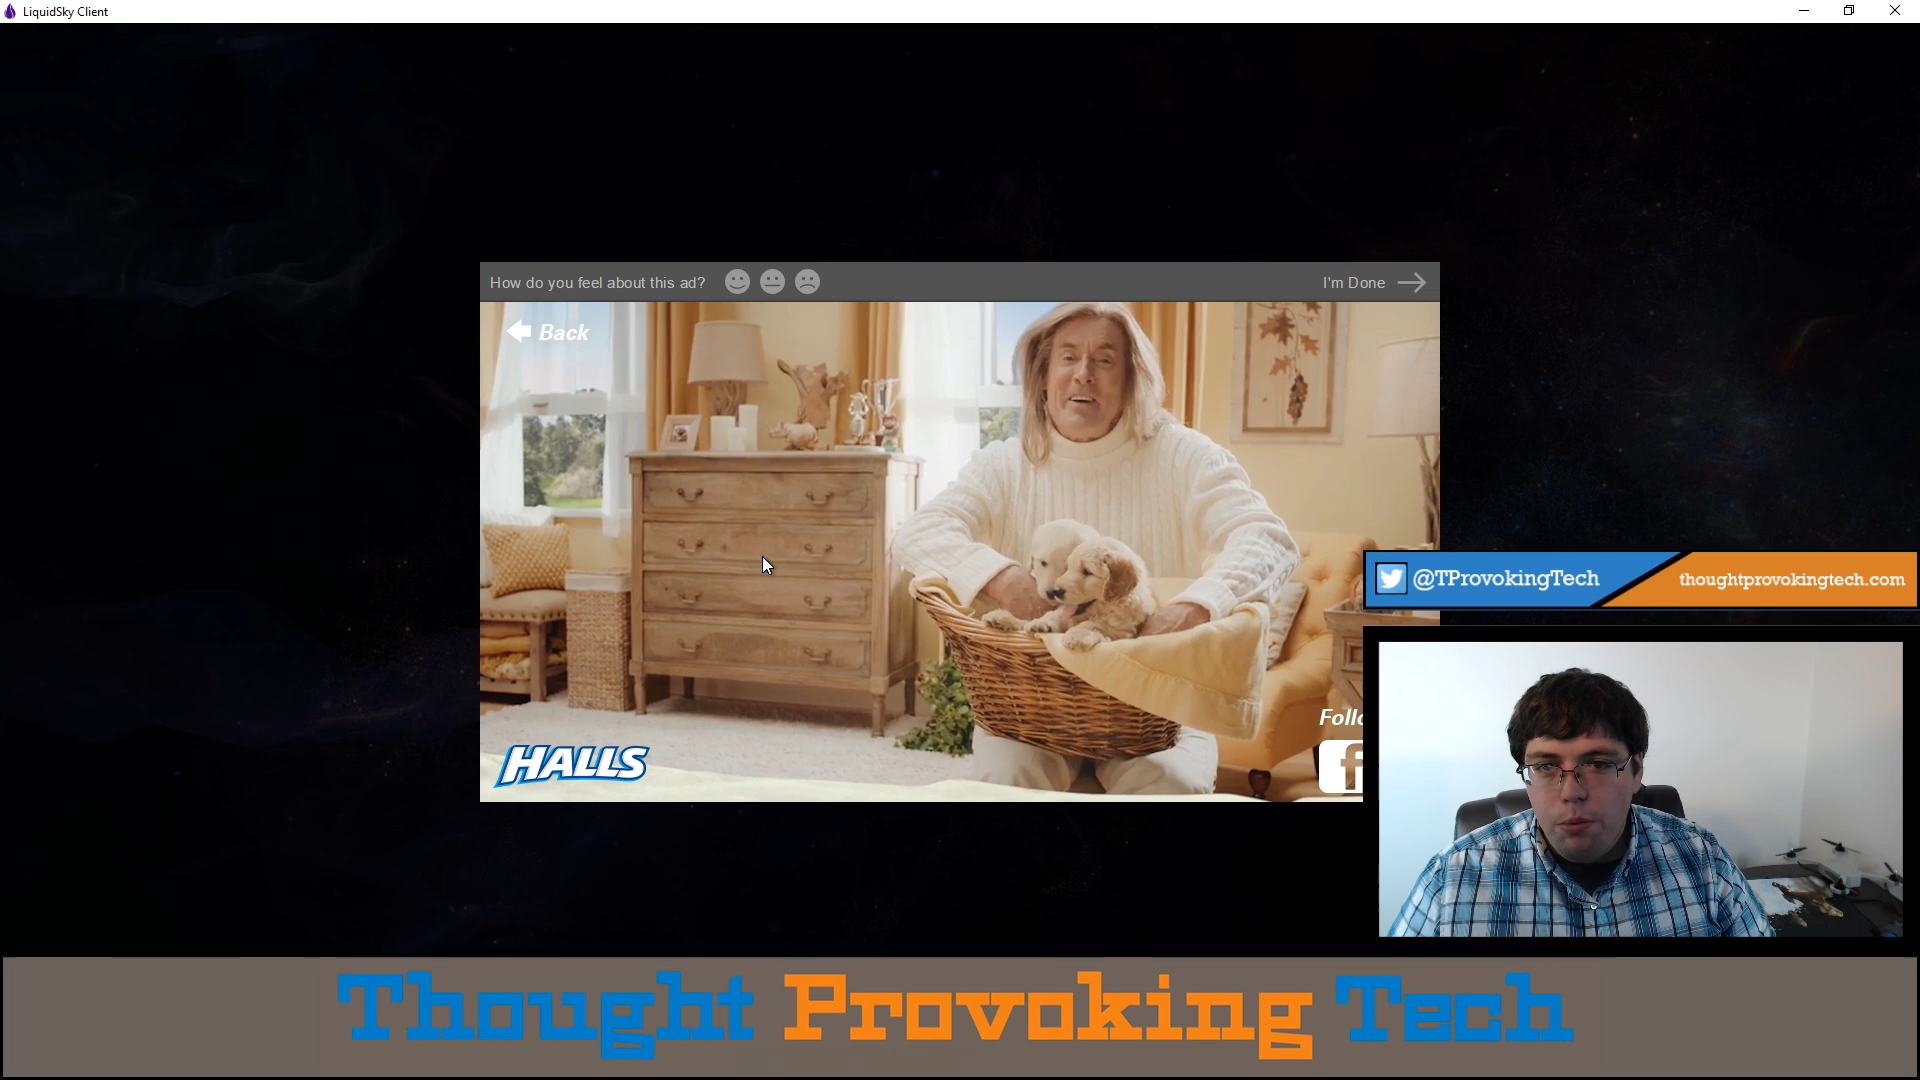 LiquidSky Client
How do you feel about this ad?
I'm Done
Back
@TProvokingTech
thoughtprovokingtech.com
HALLS
Thought Provoking Tech